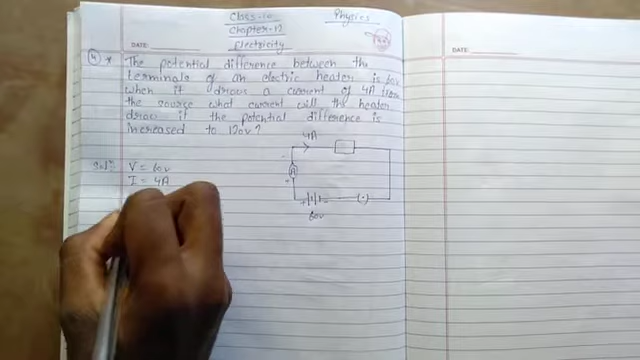 Class-10
Physics
Chapter-12
Electricity
DATE:
DATE:
4 * The potential difference between the
terminals of an electric heater is 60v
when it draws a current of 4A from
the source what current will the heater
draw if the potential difference is
increased to 120v?
4A
Soln:- V = 60v
I = 4A
A
+ -
60v